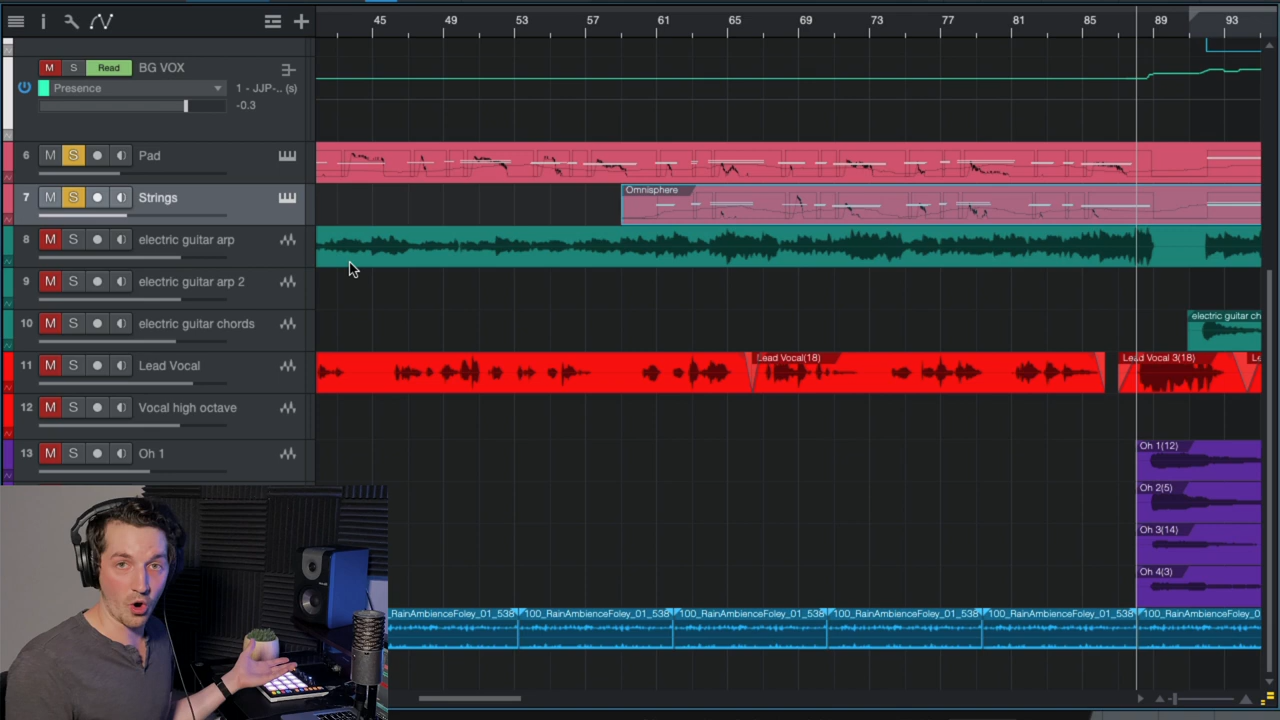 45 49 53 57 61 65 69 73 77 81 85 89 93
M S Read BG VOX
Presence 1 - JJP-.. (s)
-0.3
6 M S Pad
7 M S Strings
Omnisphere
8 M S electric guitar arp
9 M S electric guitar arp 2
10 M S electric guitar chords
electric guitar ch
11 M S Lead Vocal
Lead Vocal(18) Lead Vocal 3(18) Le
12 M S Vocal high octave
13 M S Oh 1
Oh 1(12)
Oh 2(5)
Oh 3(14)
Oh 4(3)
RainAmbienceFoley_01_538 100_RainAmbienceFoley_01_538 100_RainAmbienceFoley_01_538 100_RainAmbienceFoley_01_538 100_RainAmbienceFoley_01_538 100_RainAmbienceFoley_0